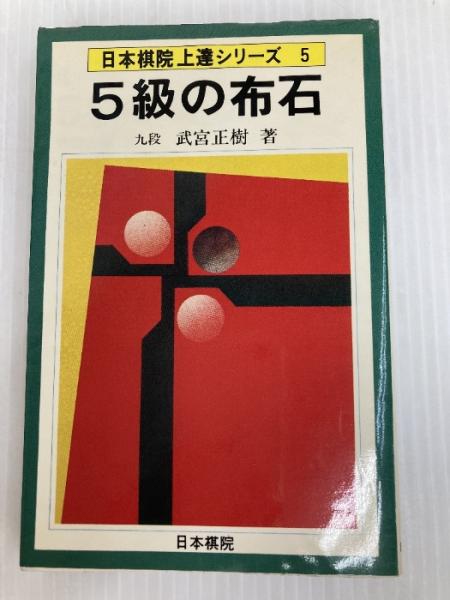 日本棋院上達シリーズ 5
５級の布石
九段 武宮正樹 著
日本棋院